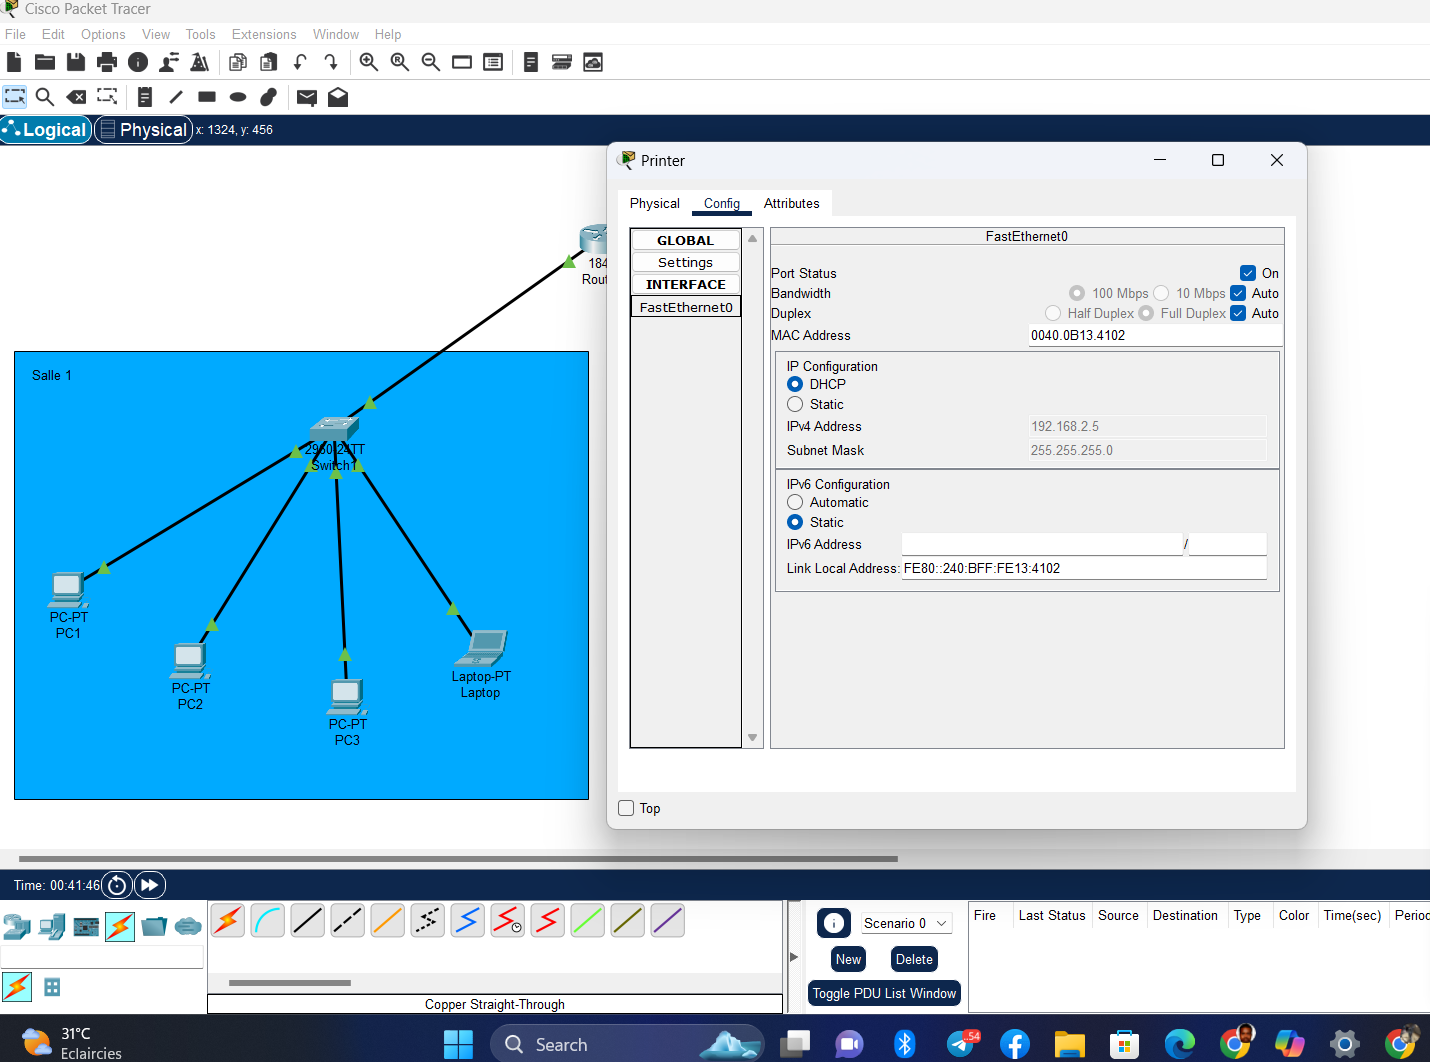 Cisco Packet Tracer
File Edit Options View Tools Extensions Window Help
Logical Physical x: 1324, y: 456
Printer
Physical Config Attributes
GLOBAL
Settings
INTERFACE
FastEthernet0
FastEthernet0
Port Status On
Bandwidth 100 Mbps 10 Mbps Auto
Duplex Half Duplex Full Duplex Auto
MAC Address 0040.0B13.4102
IP Configuration
DHCP
Static
IPv4 Address 192.168.2.5
Subnet Mask 255.255.255.0
IPv6 Configuration
Automatic
Static
IPv6 Address /
Link Local Address: FE80::240:BFF:FE13:4102
Top
184
Rout
Salle 1
2950-24TT
Switch1
PC-PT
PC1
PC-PT
PC2
PC-PT
PC3
Laptop-PT
Laptop
Time: 00:41:46
Copper Straight-Through
Scenario 0
New Delete
Toggle PDU List Window
Fire Last Status Source Destination Type Color Time(sec) Perioc
31°C
Eclaircies
Search
54